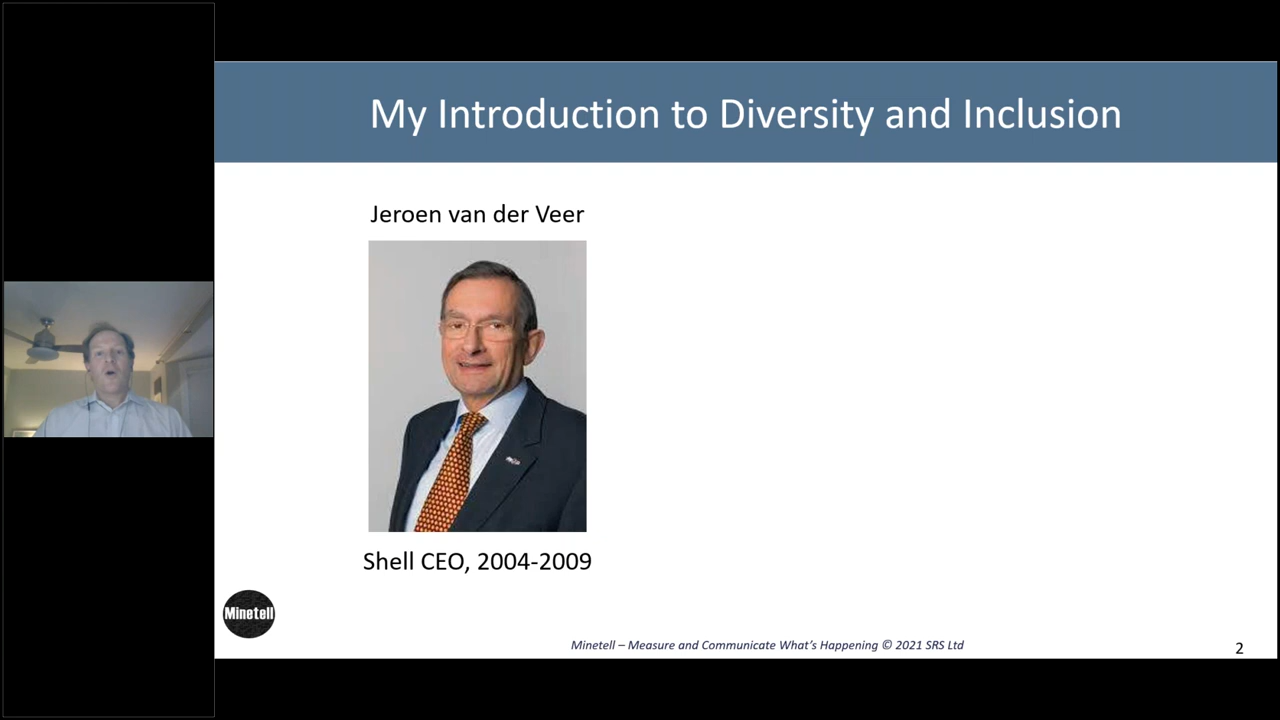 My Introduction to Diversity and Inclusion
Jeroen van der Veer
Shell CEO, 2004-2009
Minetell
Minetell – Measure and Communicate What's Happening © 2021 SRS Ltd
2